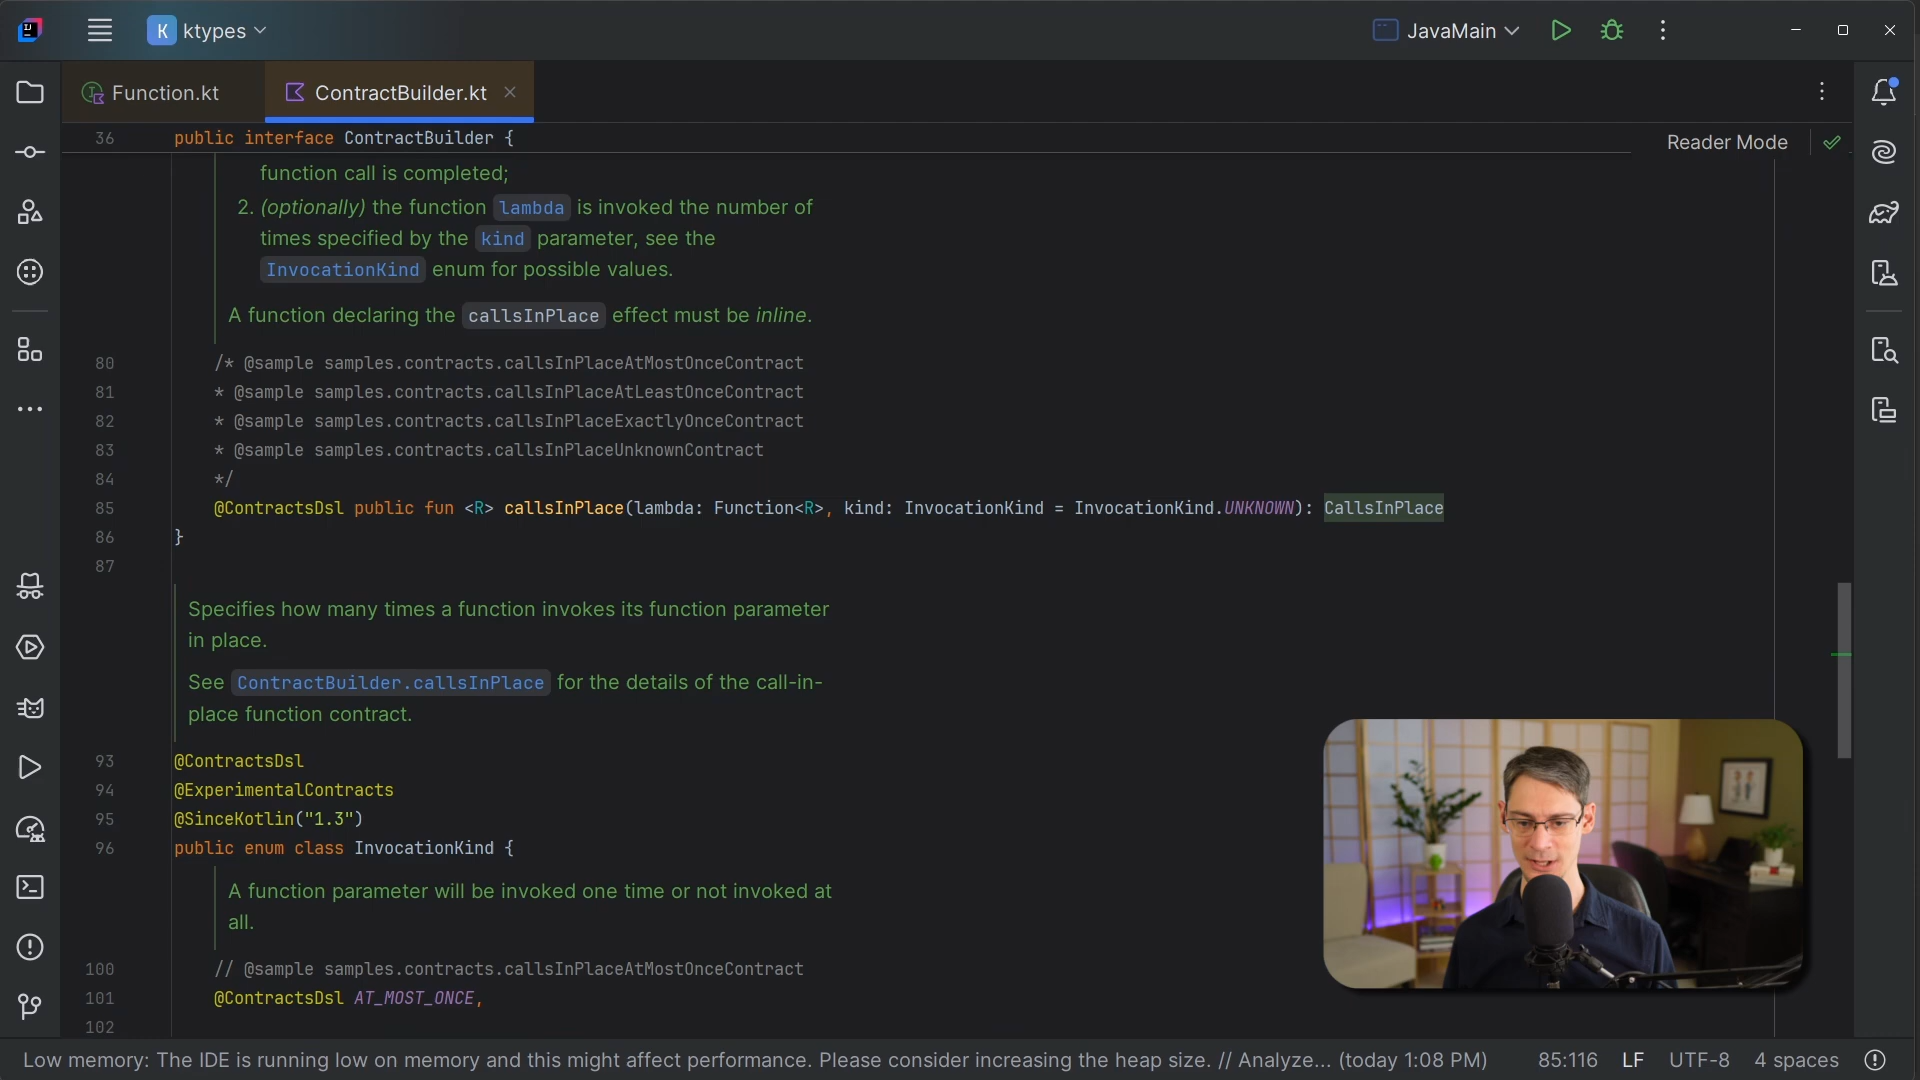 K ktypes
JavaMain
Function.kt
ContractBuilder.kt
36 public interface ContractBuilder {
Reader Mode
function call is completed;
2. (optionally) the function lambda is invoked the number of
times specified by the kind parameter, see the
InvocationKind enum for possible values.
A function declaring the callsInPlace effect must be inline.
80 /* @sample samples.contracts.callsInPlaceAtMostOnceContract
81 * @sample samples.contracts.callsInPlaceAtLeastOnceContract
82 * @sample samples.contracts.callsInPlaceExactlyOnceContract
83 * @sample samples.contracts.callsInPlaceUnknownContract
84 */
85 @ContractsDsl public fun <R> callsInPlace(lambda: Function<R>, kind: InvocationKind = InvocationKind.UNKNOWN): CallsInPlace
86 }
87
Specifies how many times a function invokes its function parameter
in place.
See ContractBuilder.callsInPlace for the details of the call-in-
place function contract.
93 @ContractsDsl
94 @ExperimentalContracts
95 @SinceKotlin("1.3")
96 public enum class InvocationKind {
A function parameter will be invoked one time or not invoked at
all.
100 // @sample samples.contracts.callsInPlaceAtMostOnceContract
101 @ContractsDsl AT_MOST_ONCE,
102
Low memory: The IDE is running low on memory and this might affect performance. Please consider increasing the heap size. // Analyze... (today 1:08 PM)
85:116 LF UTF-8 4 spaces